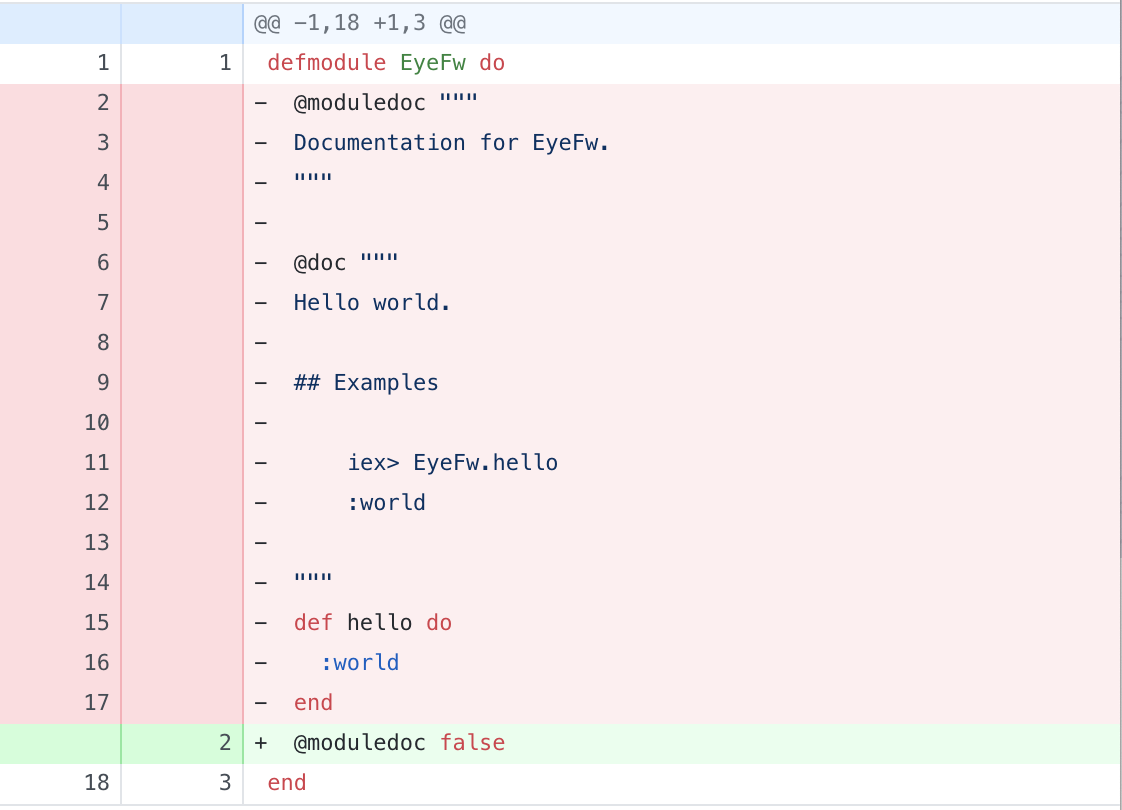 @@ -1,18 +1,3 @@
1 1 defmodule EyeFw do
2 - @moduledoc """
3 - Documentation for EyeFw.
4 - """
5 -
6 - @doc """
7 - Hello world.
8 -
9 - ## Examples
10 -
11 - iex> EyeFw.hello
12 - :world
13 -
14 - """
15 - def hello do
16 - :world
17 - end
2 + @moduledoc false
18 3 end